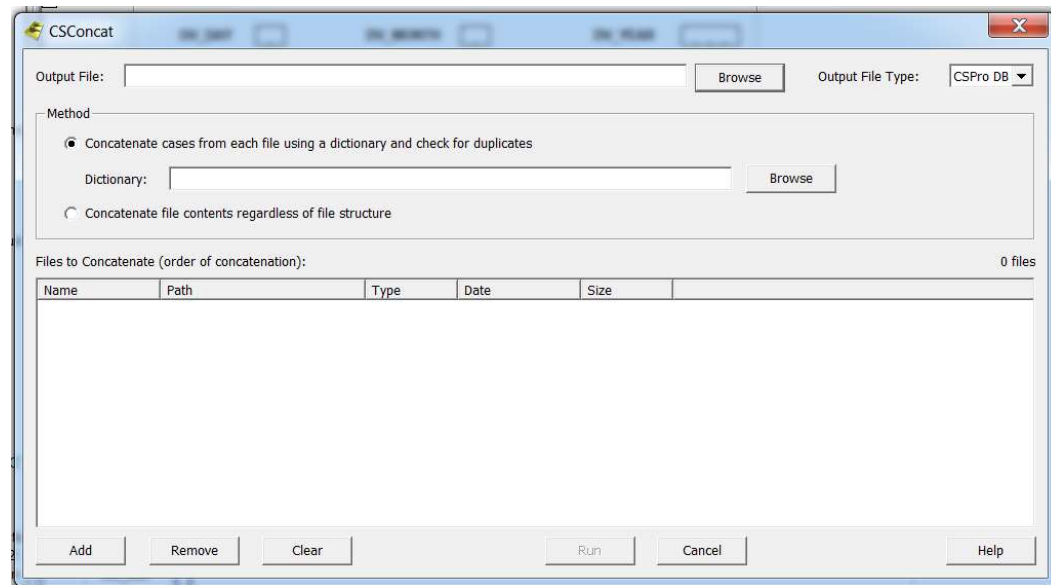 CSConcat
Output File: Browse Output File Type: CSPro DB
Method
Concatenate cases from each file using a dictionary and check for duplicates
Dictionary: Browse
Concatenate file contents regardless of file structure
Files to Concatenate (order of concatenation): 0 files
Name Path Type Date Size
Add Remove Clear Run Cancel Help